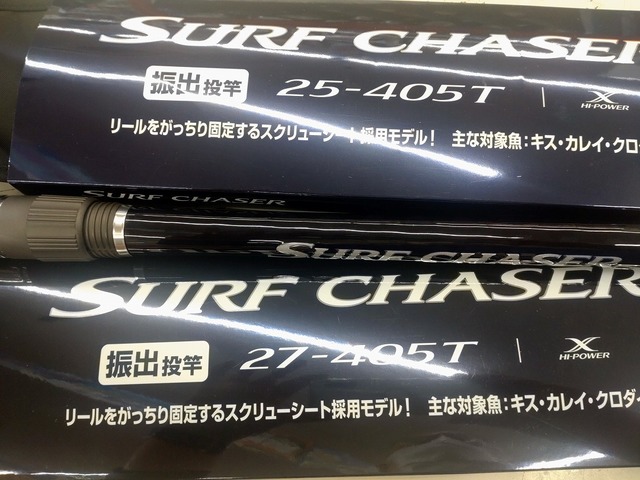 SURF CHASER
振出投竿 25-405T HI-POWER
リールをがっちり固定するスクリューシート採用モデル! 主な対象魚:キス・カレイ・クロ
SURF CHASER
SURF CHASER
SURF CHASER
振出投竿 27-405T HI-POWER
リールをがっちり固定するスクリューシート採用モデル! 主な対象魚:キス・カレイ・クロダイ